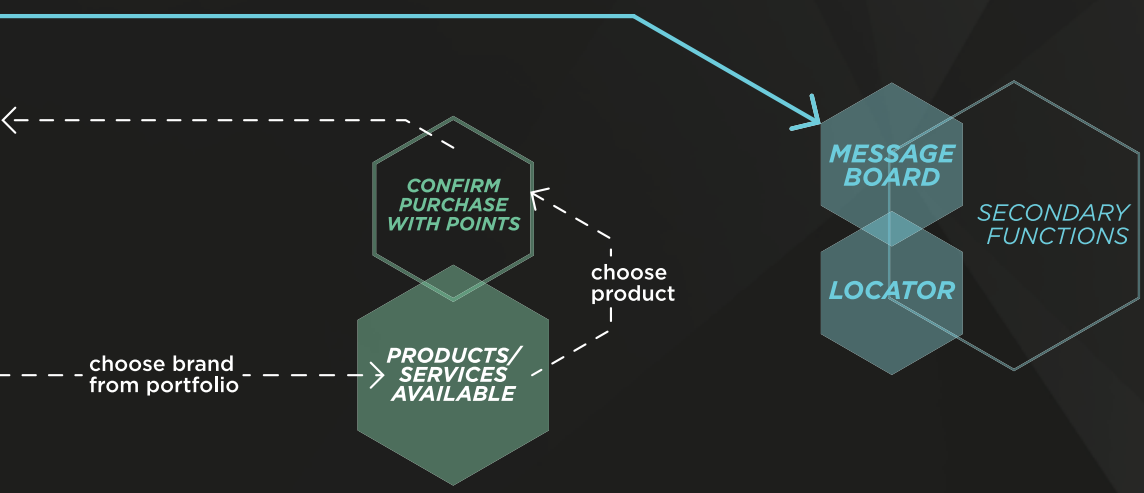 MESSAGE
BOARD
CONFIRM
PURCHASE
WITH POINTS
SECONDARY
FUNCTIONS
choose
product
LOCATOR
choose brand
from portfolio
PRODUCTS/
SERVICES
AVAILABLE